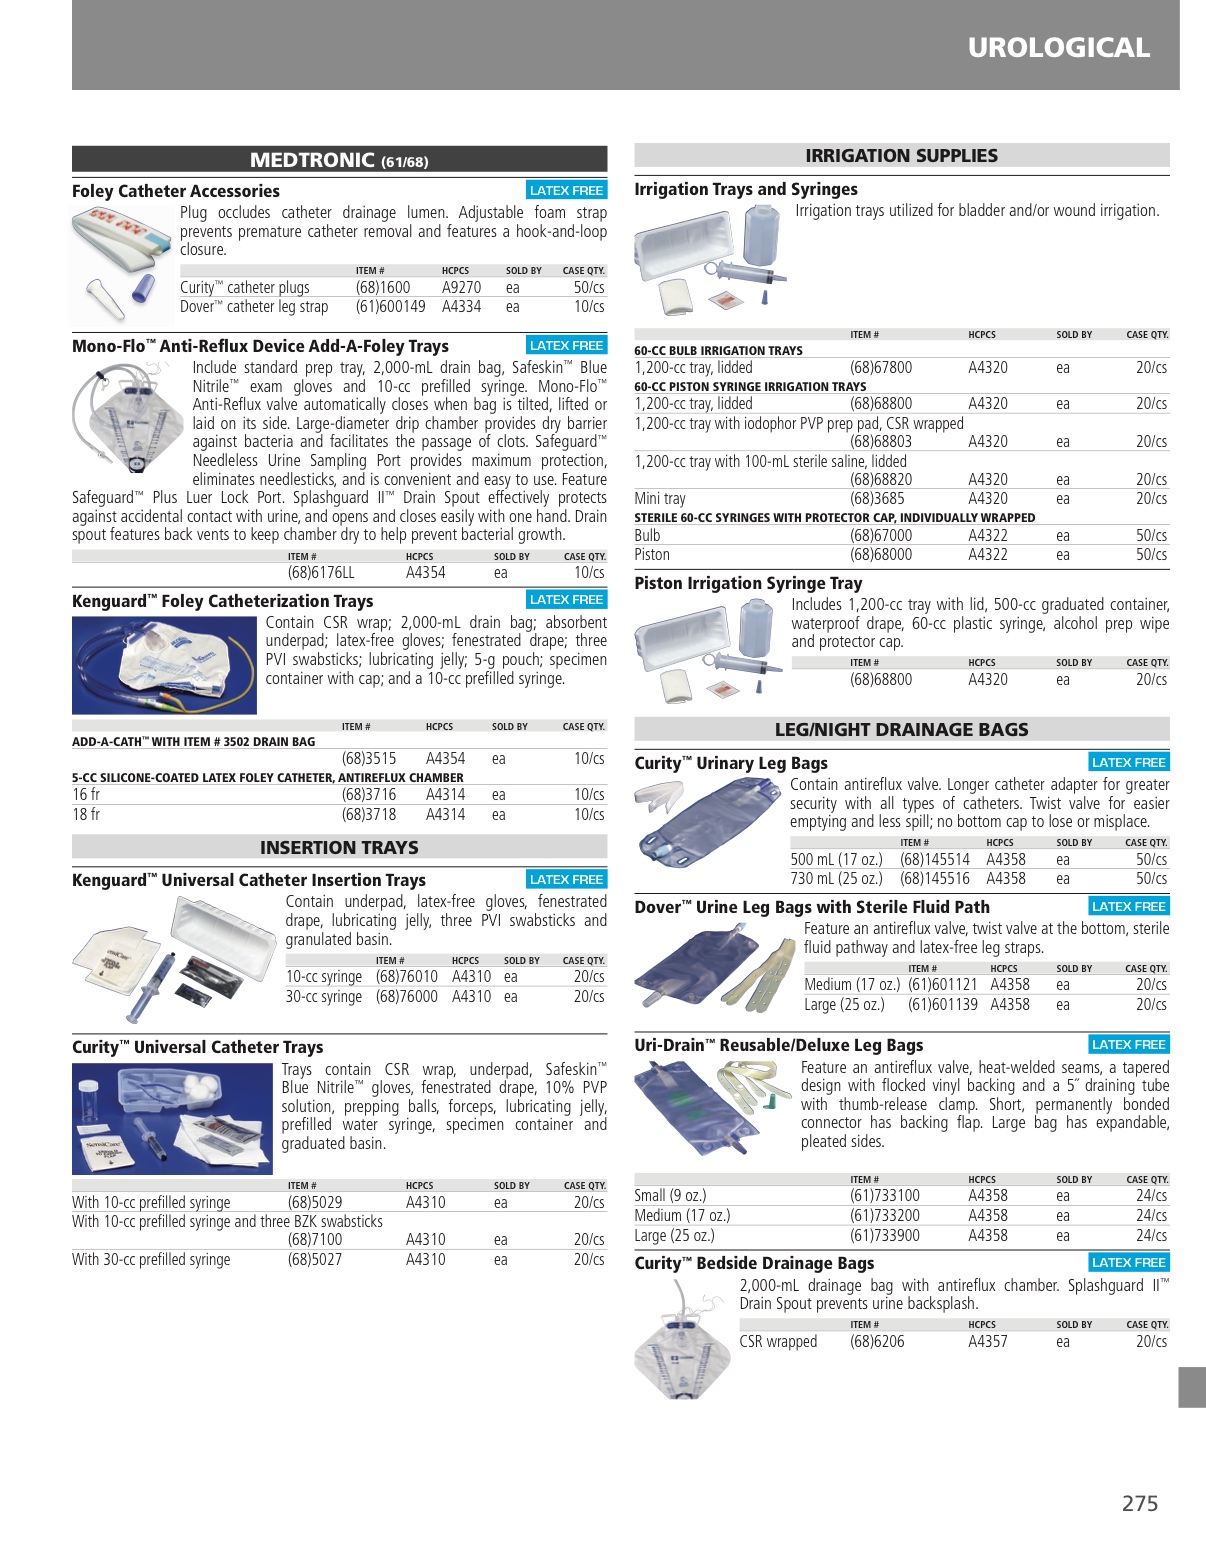 UROLOGICAL
MEDTRONIC (61/68)
Foley Catheter Accessories LATEX FREE
Plug occludes catheter drainage lumen. Adjustable foam strap
prevents premature catheter removal and features a hook-and-loop
closure.
ITEM # HCPCS SOLD BY CASE QTY.
Curity™ catheter plugs (68)1600 A9270 ea 50/cs
Dover™ catheter leg strap (61)600149 A4334 ea 10/cs
Mono-Flo™ Anti-Reflux Device Add-A-Foley Trays LATEX FREE
Include standard prep tray, 2,000-mL drain bag, Safeskin™ Blue
Nitrile™ exam gloves and 10-cc prefilled syringe. Mono-Flo™
Anti-Reflux valve automatically closes when bag is tilted, lifted or
laid on its side. Large-diameter drip chamber provides dry barrier
against bacteria and facilitates the passage of clots. Safeguard™
Needleless Urine Sampling Port provides maximum protection,
eliminates needlesticks, and is convenient and easy to use. Feature
Safeguard™ Plus Luer Lock Port. Splashguard II™ Drain Spout effectively protects
against accidental contact with urine, and opens and closes easily with one hand. Drain
spout features back vents to keep chamber dry to help prevent bacterial growth.
ITEM # HCPCS SOLD BY CASE QTY.
(68)6176LL A4354 ea 10/cs
Kenguard™ Foley Catheterization Trays LATEX FREE
Contain CSR wrap; 2,000-mL drain bag; absorbent
underpad; latex-free gloves; fenestrated drape; three
PVI swabsticks; lubricating jelly; 5-g pouch; specimen
container with cap; and a 10-cc prefilled syringe.
ITEM # HCPCS SOLD BY CASE QTY.
ADD-A-CATH™ WITH ITEM # 3502 DRAIN BAG
(68)3515 A4354 ea 10/cs
5-CC SILICONE-COATED LATEX FOLEY CATHETER, ANTIREFLUX CHAMBER
16 fr (68)3716 A4314 ea 10/cs
18 fr (68)3718 A4314 ea 10/cs
INSERTION TRAYS
Kenguard™ Universal Catheter Insertion Trays LATEX FREE
Contain underpad, latex-free gloves, fenestrated
drape, lubricating jelly, three PVI swabsticks and
granulated basin.
ITEM # HCPCS SOLD BY CASE QTY.
10-cc syringe (68)76010 A4310 ea 20/cs
30-cc syringe (68)76000 A4310 ea 20/cs
Curity™ Universal Catheter Trays
Trays contain CSR wrap, underpad, Safeskin™
Blue Nitrile™ gloves, fenestrated drape, 10% PVP
solution, prepping balls, forceps, lubricating jelly,
prefilled water syringe, specimen container and
graduated basin.
ITEM # HCPCS SOLD BY CASE QTY.
With 10-cc prefilled syringe (68)5029 A4310 ea 20/cs
With 10-cc prefilled syringe and three BZK swabsticks
(68)7100 A4310 ea 20/cs
With 30-cc prefilled syringe (68)5027 A4310 ea 20/cs
IRRIGATION SUPPLIES
Irrigation Trays and Syringes
Irrigation trays utilized for bladder and/or wound irrigation.
ITEM # HCPCS SOLD BY CASE QTY.
60-CC BULB IRRIGATION TRAYS
1,200-cc tray, lidded (68)67800 A4320 ea 20/cs
60-CC PISTON SYRINGE IRRIGATION TRAYS
1,200-cc tray, lidded (68)68800 A4320 ea 20/cs
1,200-cc tray with iodophor PVP prep pad, CSR wrapped
(68)68803 A4320 ea 20/cs
1,200-cc tray with 100-mL sterile saline, lidded
(68)68820 A4320 ea 20/cs
Mini tray (68)3685 A4320 ea 20/cs
STERILE 60-CC SYRINGES WITH PROTECTOR CAP, INDIVIDUALLY WRAPPED
Bulb (68)67000 A4322 ea 50/cs
Piston (68)68000 A4322 ea 50/cs
Piston Irrigation Syringe Tray
Includes 1,200-cc tray with lid, 500-cc graduated container,
waterproof drape, 60-cc plastic syringe, alcohol prep wipe
and protector cap.
ITEM # HCPCS SOLD BY CASE QTY.
(68)68800 A4320 ea 20/cs
LEG/NIGHT DRAINAGE BAGS
Curity™ Urinary Leg Bags LATEX FREE
Contain antireflux valve. Longer catheter adapter for greater
security with all types of catheters. Twist valve for easier
emptying and less spill; no bottom cap to lose or misplace.
ITEM # HCPCS SOLD BY CASE QTY.
500 mL (17 oz.) (68)145514 A4358 ea 50/cs
730 mL (25 oz.) (68)145516 A4358 ea 50/cs
Dover™ Urine Leg Bags with Sterile Fluid Path LATEX FREE
Feature an antireflux valve, twist valve at the bottom, sterile
fluid pathway and latex-free leg straps.
ITEM # HCPCS SOLD BY CASE QTY.
Medium (17 oz.) (61)601121 A4358 ea 20/cs
Large (25 oz.) (61)601139 A4358 ea 20/cs
Uri-Drain™ Reusable/Deluxe Leg Bags LATEX FREE
Feature an antireflux valve, heat-welded seams, a tapered
design with flocked vinyl backing and a 5˝ draining tube
with thumb-release clamp. Short, permanently bonded
connector has backing flap. Large bag has expandable,
pleated sides.
ITEM # HCPCS SOLD BY CASE QTY.
Small (9 oz.) (61)733100 A4358 ea 24/cs
Medium (17 oz.) (61)733200 A4358 ea 24/cs
Large (25 oz.) (61)733900 A4358 ea 24/cs
Curity™ Bedside Drainage Bags LATEX FREE
2,000-mL drainage bag with antireflux chamber. Splashguard II™
Drain Spout prevents urine backsplash.
ITEM # HCPCS SOLD BY CASE QTY.
CSR wrapped (68)6206 A4357 ea 20/cs
275